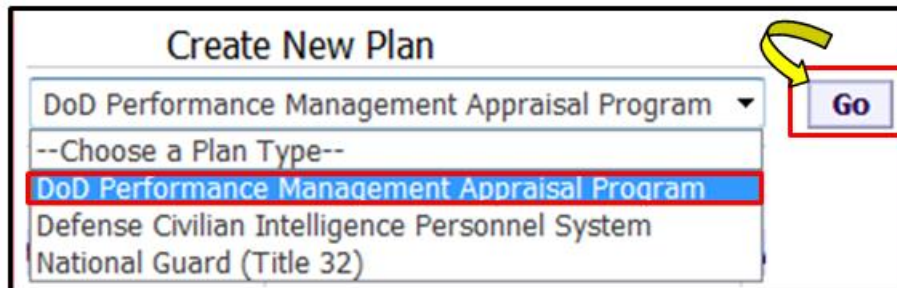 Create New Plan
DoD Performance Management Appraisal Program Go
--Choose a Plan Type--
DoD Performance Management Appraisal Program
Defense Civilian Intelligence Personnel System
National Guard (Title 32)